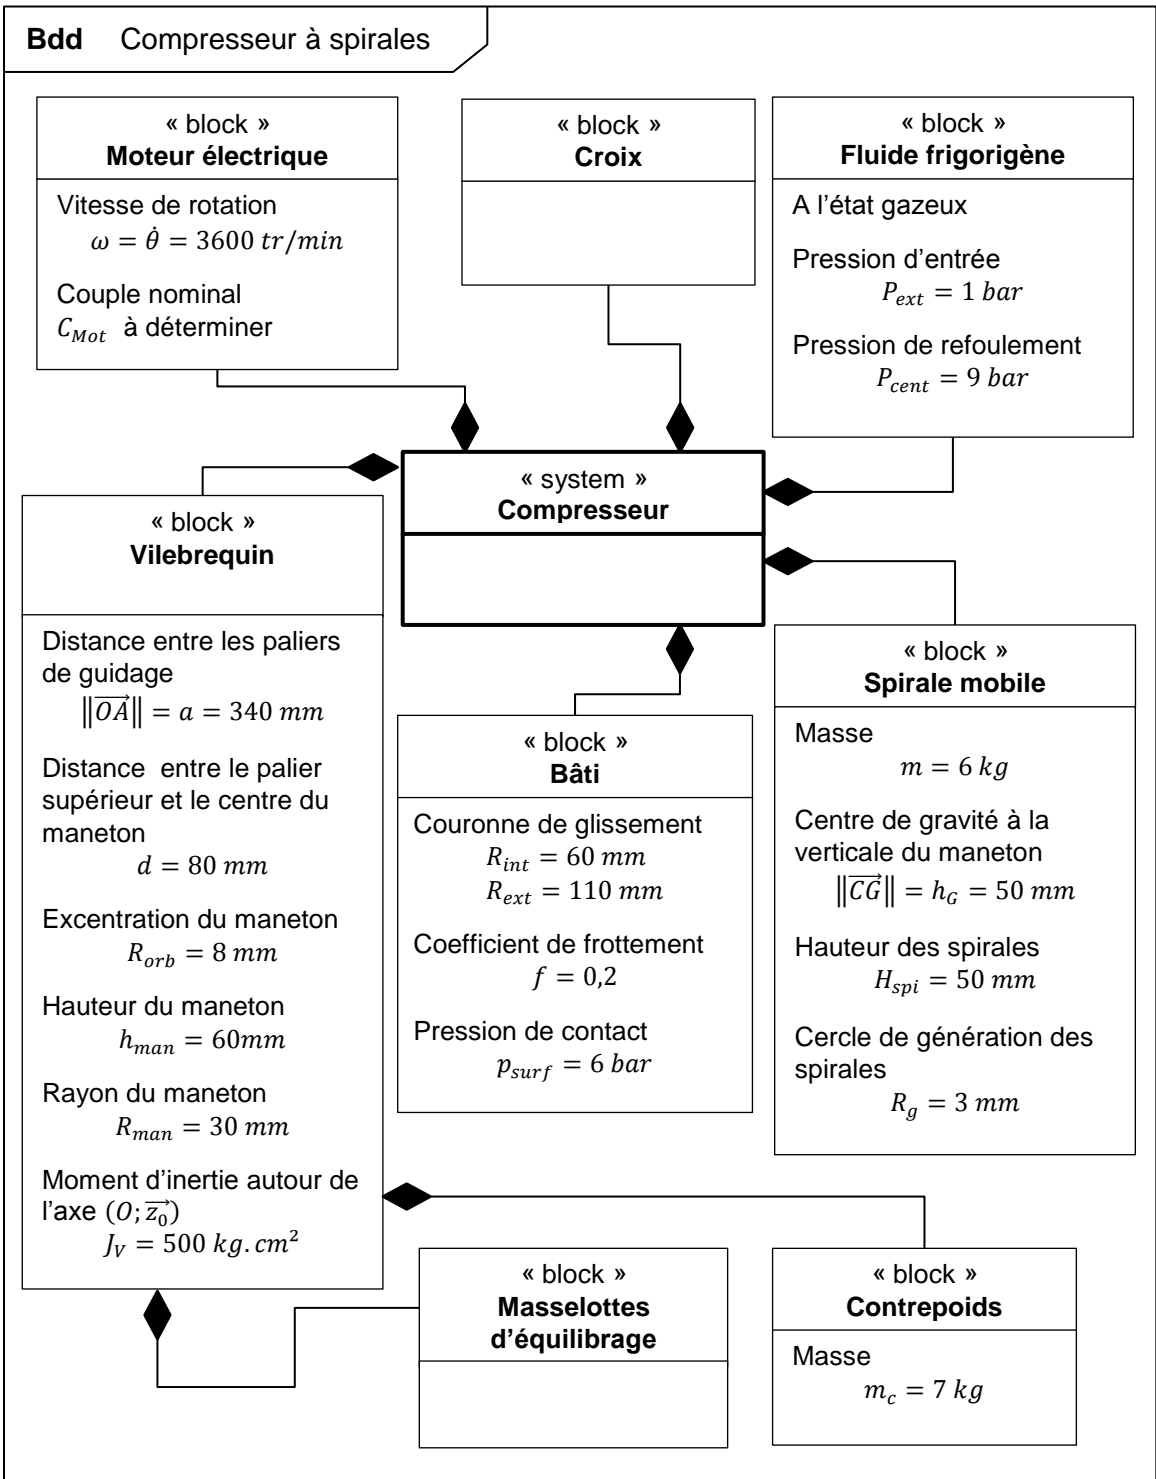 Bdd Compresseur à spirales
« block »
Moteur électrique
Vitesse de rotation
ω = θ̇ = 3600 tr/min
Couple nominal
C_Mot à déterminer
« block »
Croix
« block »
Fluide frigorigène
A l’état gazeux
Pression d’entrée
P_ext = 1 bar
Pression de refoulement
P_cent = 9 bar
« system »
Compresseur
« block »
Vilebrequin
Distance entre les paliers
de guidage
‖OA⃗‖ = a = 340 mm
Distance entre le palier
supérieur et le centre du
maneton
d = 80 mm
Excentration du maneton
R_orb = 8 mm
Hauteur du maneton
h_man = 60mm
Rayon du maneton
R_man = 30 mm
Moment d’inertie autour de
l’axe (O; z₀⃗)
J_V = 500 kg.cm²
« block »
Bâti
Couronne de glissement
R_int = 60 mm
R_ext = 110 mm
Coefficient de frottement
f = 0,2
Pression de contact
p_surf = 6 bar
« block »
Spirale mobile
Masse
m = 6 kg
Centre de gravité à la
verticale du maneton
‖CG⃗‖ = h_G = 50 mm
Hauteur des spirales
H_spi = 50 mm
Cercle de génération des
spirales
R_g = 3 mm
« block »
Masselottes
d’équilibrage
« block »
Contrepoids
Masse
m_c = 7 kg